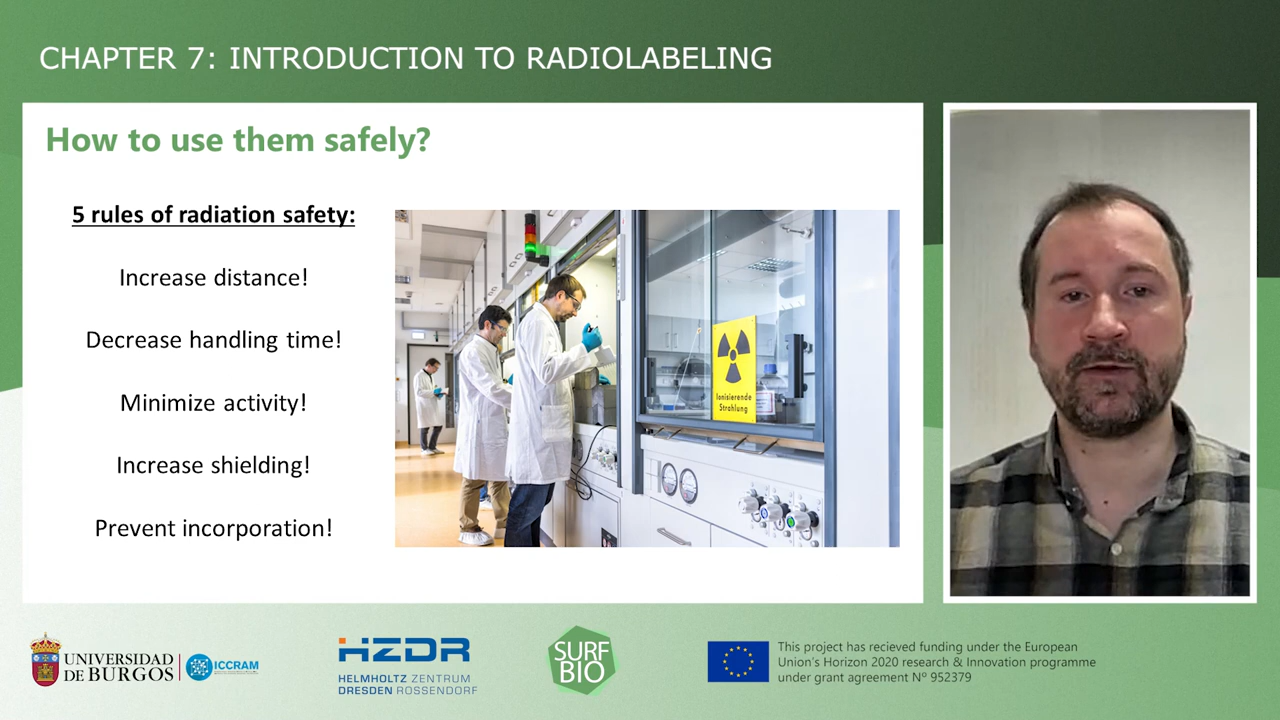 CHAPTER 7: INTRODUCTION TO RADIOLABELING
How to use them safely?
5 rules of radiation safety:
Increase distance!
Decrease handling time!
Minimize activity!
Increase shielding!
Prevent incorporation!
Ionisierende
Strahlung
UNIVERSIDAD
DE BURGOS
ICCRAM
HZDR
HELMHOLTZ ZENTRUM
DRESDEN ROSSENDORF
SURF
BIO
This project has recieved funding under the European
Union's Horizon 2020 research & Innovation programme
under grant agreement Nº 952379